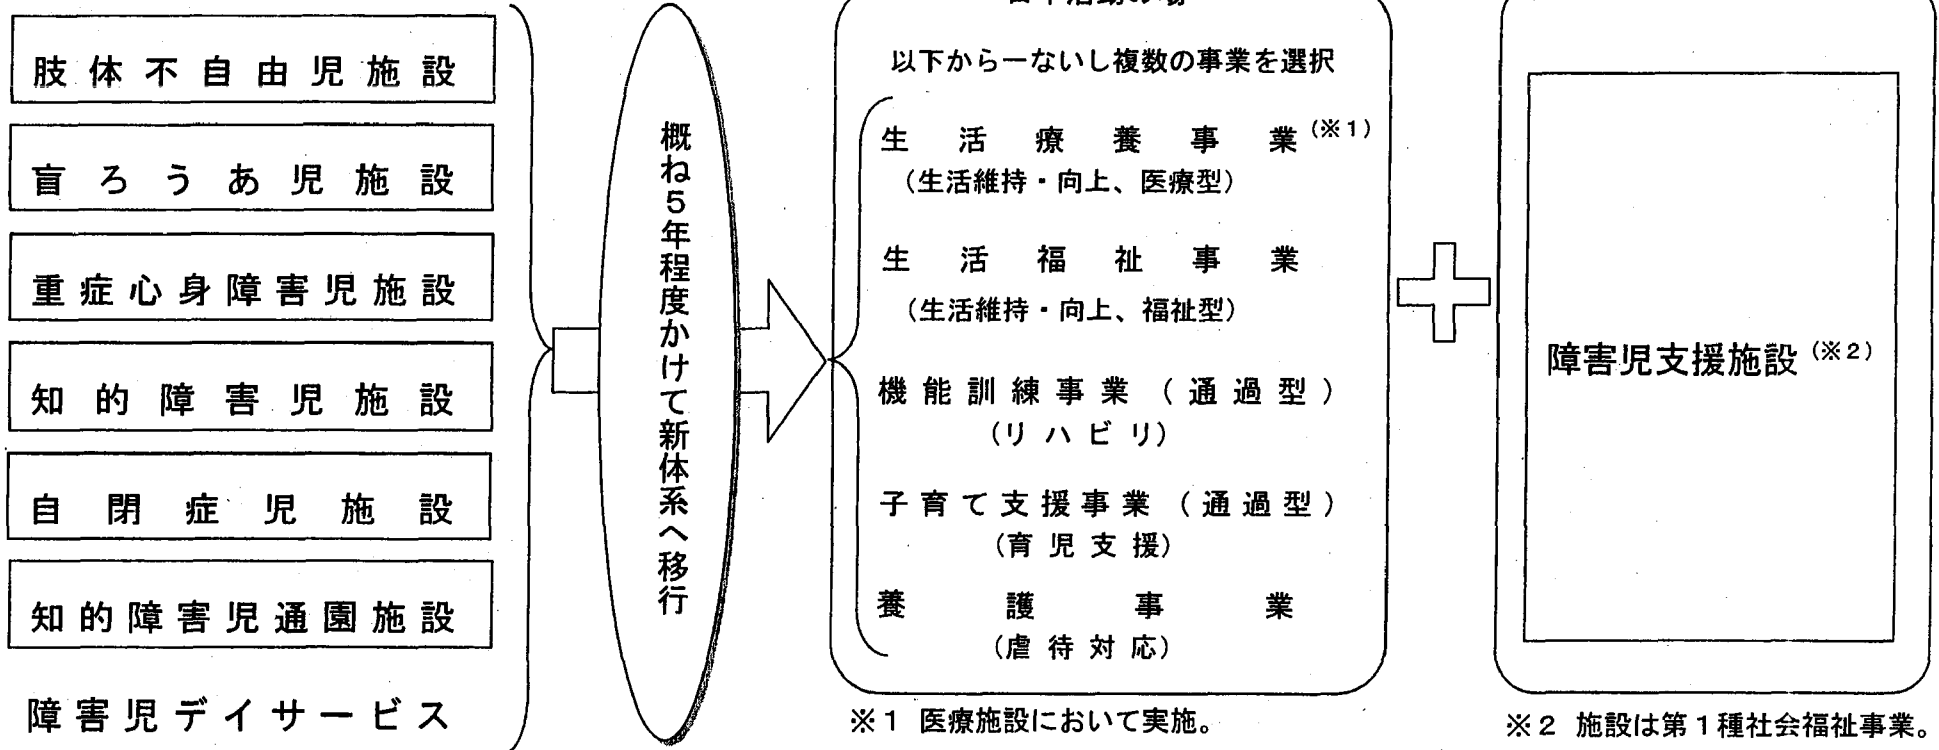 肢体不自由児施設
盲ろうあ児施設
重症心身障害児施設
知的障害児施設
自閉症児施設
知的障害児通園施設
障害児デイサービス
概ね5年程度かけて新体系へ移行
以下から一ないし複数の事業を選択
生活療養事業(※1)
(生活維持・向上、医療型)
生活福祉事業
(生活維持・向上、福祉型)
機能訓練事業(通過型)
(リハビリ)
子育て支援事業(通過型)
(育児支援)
養護事業
(虐待対応)
※1 医療施設において実施。
障害児支援施設(※2)
※2 施設は第1種社会福祉事業。